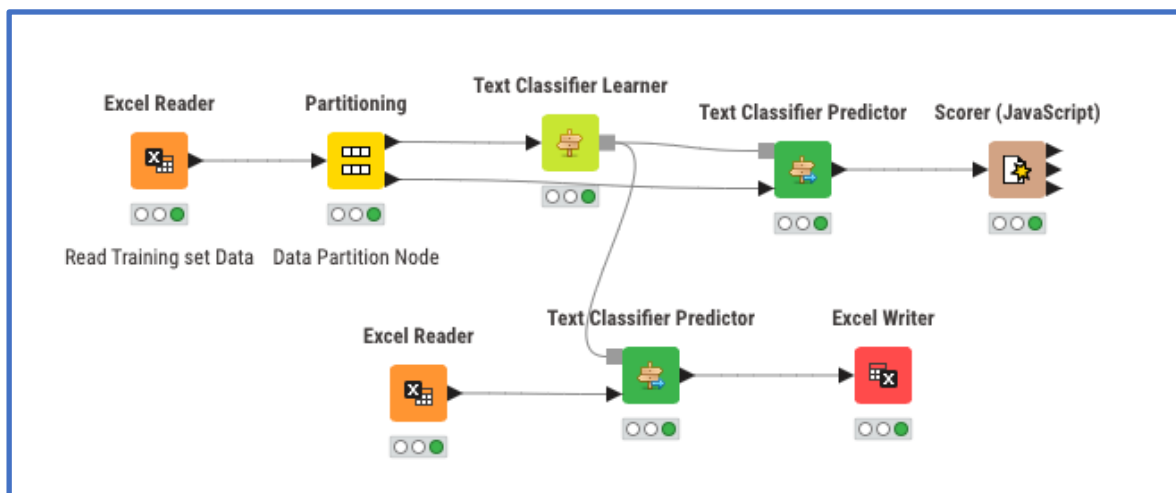 Text Classifier Learner
Excel Reader
Partitioning
Text Classifier Predictor
Scorer (JavaScript)
Read Training set Data
Data Partition Node
Excel Reader
Text Classifier Predictor
Excel Writer